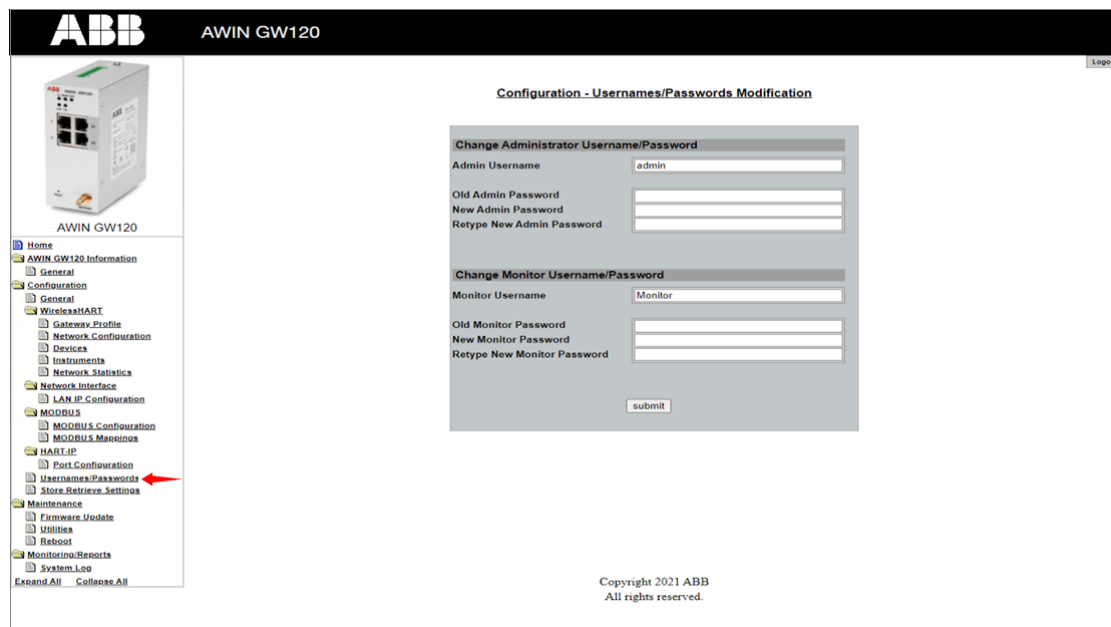 ABB
AWIN GW120
Logo
ABB
AWIN GW120
Home
AWIN GW120 Information
General
Configuration
General
WirelessHART
Gateway Profile
Network Configuration
Devices
Instruments
Network Statistics
Network Interface
LAN IP Configuration
MODBUS
MODBUS Configuration
MODBUS Mappings
HART-IP
Port Configuration
Usernames/Passwords
Store Retrieve Settings
Maintenance
Firmware Update
Utilities
Reboot
Monitoring/Reports
System Log
Expand All Collapse All
Configuration - Usernames/Passwords Modification
Change Administrator Username/Password
Admin Username admin
Old Admin Password
New Admin Password
Retype New Admin Password
Change Monitor Username/Password
Monitor Username Monitor
Old Monitor Password
New Monitor Password
Retype New Monitor Password
submit
Copyright 2021 ABB
All rights reserved.